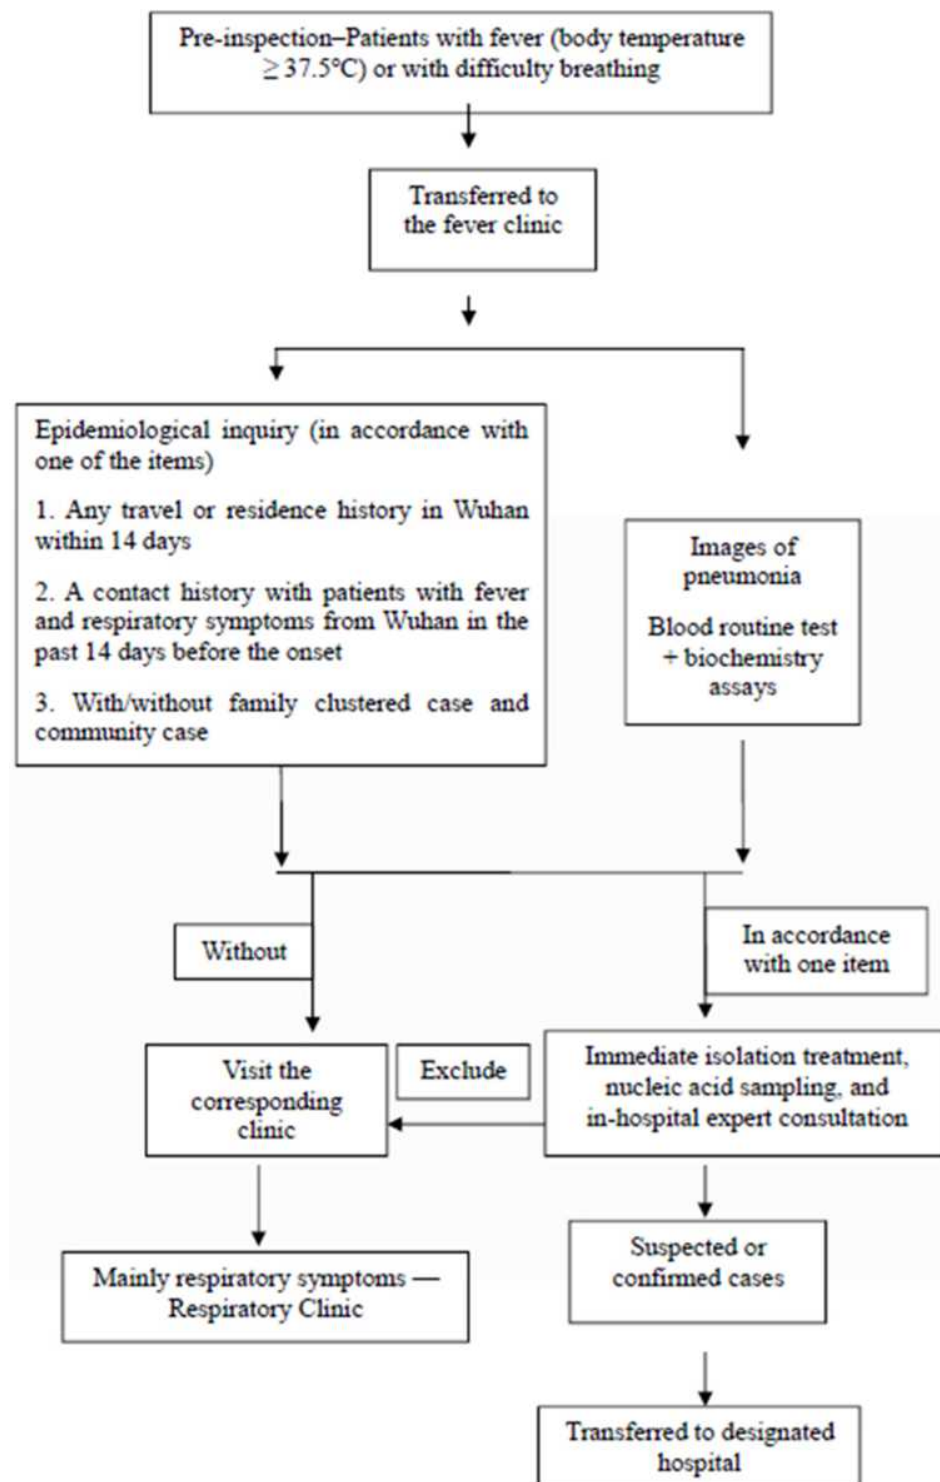 Pre-inspection–Patients with fever (body temperature
≥ 37.5°C) or with difficulty breathing
Transferred to
the fever clinic
Epidemiological inquiry (in accordance with
one of the items)
1. Any travel or residence history in Wuhan
within 14 days
2. A contact history with patients with fever
and respiratory symptoms from Wuhan in the
past 14 days before the onset
3. With/without family clustered case and
community case
Images of
pneumonia
Blood routine test
+ biochemistry
assays
Without
In accordance
with one item
Visit the
corresponding
clinic
Exclude
Immediate isolation treatment,
nucleic acid sampling, and
in-hospital expert consultation
Mainly respiratory symptoms —
Respiratory Clinic
Suspected or
confirmed cases
Transferred to designated
hospital